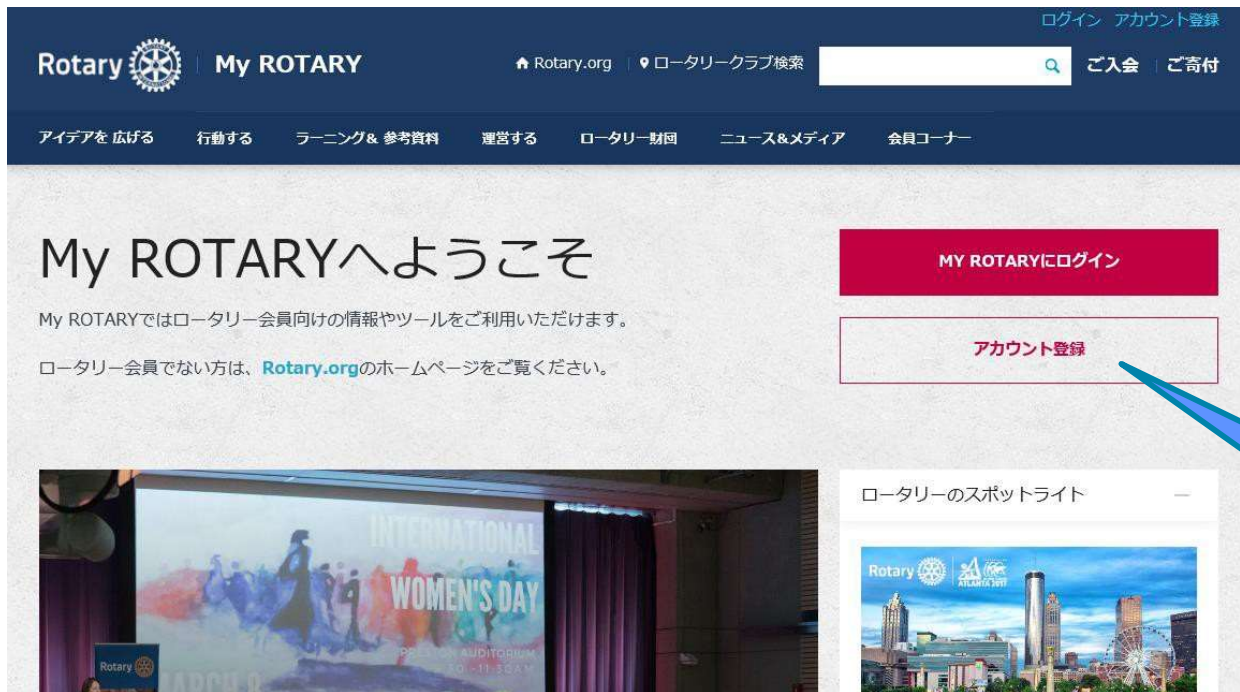 ログイン アカウント登録
Rotary My ROTARY Rotary.org ロータリークラブ検索 ご入会 ご寄付
アイデアを 広げる 行動する ラーニング& 参考資料 運営する ロータリー財団 ニュース&メディア 会員コーナー
My ROTARYへようこそ
My ROTARYではロータリー会員向けの情報やツールをご利用いただけます。
ロータリー会員でない方は、Rotary.orgのホームページをご覧ください。
MY ROTARYにログイン
アカウント登録
INTERNATIONAL
WOMEN'S DAY
PRESTON AUDITORIUM
-11:30AM
MARCH 8
Rotary
ロータリーのスポットライト
Rotary
ATLANTA 2017